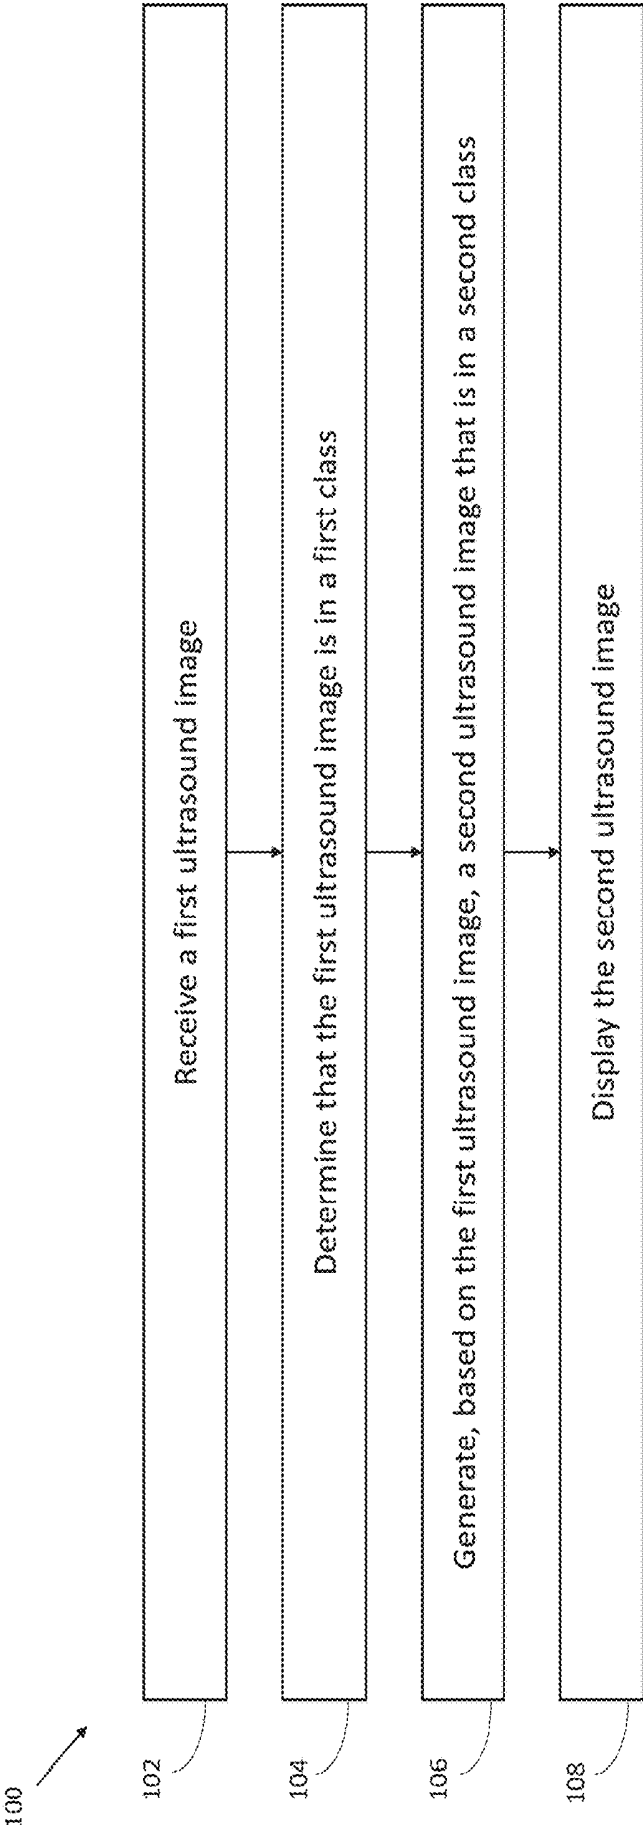 100
102
Receive a first ultrasound image
104
Determine that the first ultrasound image is in a first class
106
Generate, based on the first ultrasound image, a second ultrasound image that is in a second class
108
Display the second ultrasound image